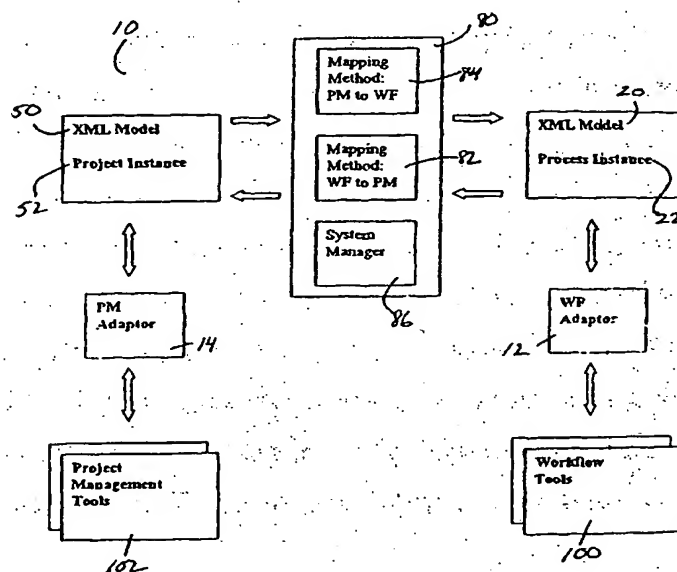 10
80
Mapping
Method:
PM to WF
84
50
XML Model
Project Instance
52
Mapping
Method:
WF to PM
82
20
XML Model
Process Instance
22
System
Manager
86
PM
Adaptor
14
WF
Adaptor
12
Project
Management
Tools
102
Workflow
Tools
100